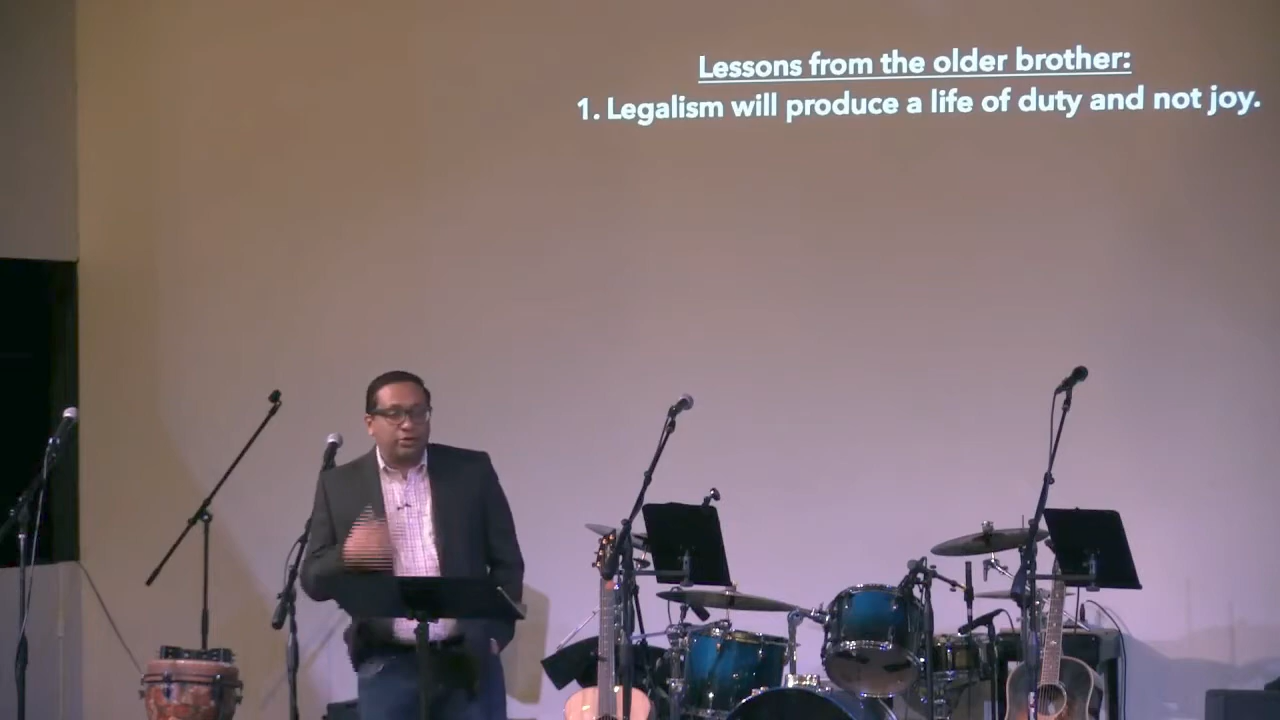 Lessons from the older brother:
1. Legalism will produce a life of duty and not joy.